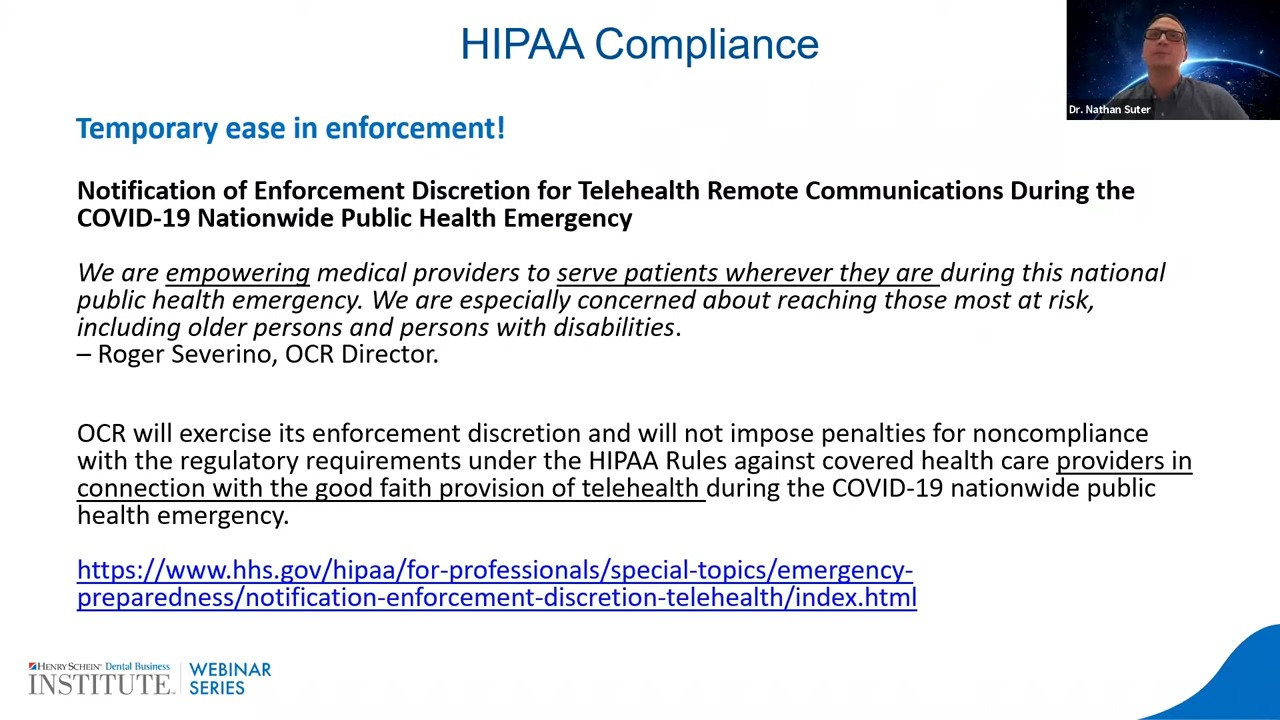 HIPAA Compliance
Dr. Nathan Suter
Temporary ease in enforcement!
Notification of Enforcement Discretion for Telehealth Remote Communications During the
COVID-19 Nationwide Public Health Emergency
We are empowering medical providers to serve patients wherever they are during this national
public health emergency. We are especially concerned about reaching those most at risk,
including older persons and persons with disabilities.
– Roger Severino, OCR Director.
OCR will exercise its enforcement discretion and will not impose penalties for noncompliance
with the regulatory requirements under the HIPAA Rules against covered health care providers in
connection with the good faith provision of telehealth during the COVID-19 nationwide public
health emergency.
https://www.hhs.gov/hipaa/for-professionals/special-topics/emergency-
preparedness/notification-enforcement-discretion-telehealth/index.html
HENRY SCHEIN® Dental Business
INSTITUTE™
WEBINAR
SERIES